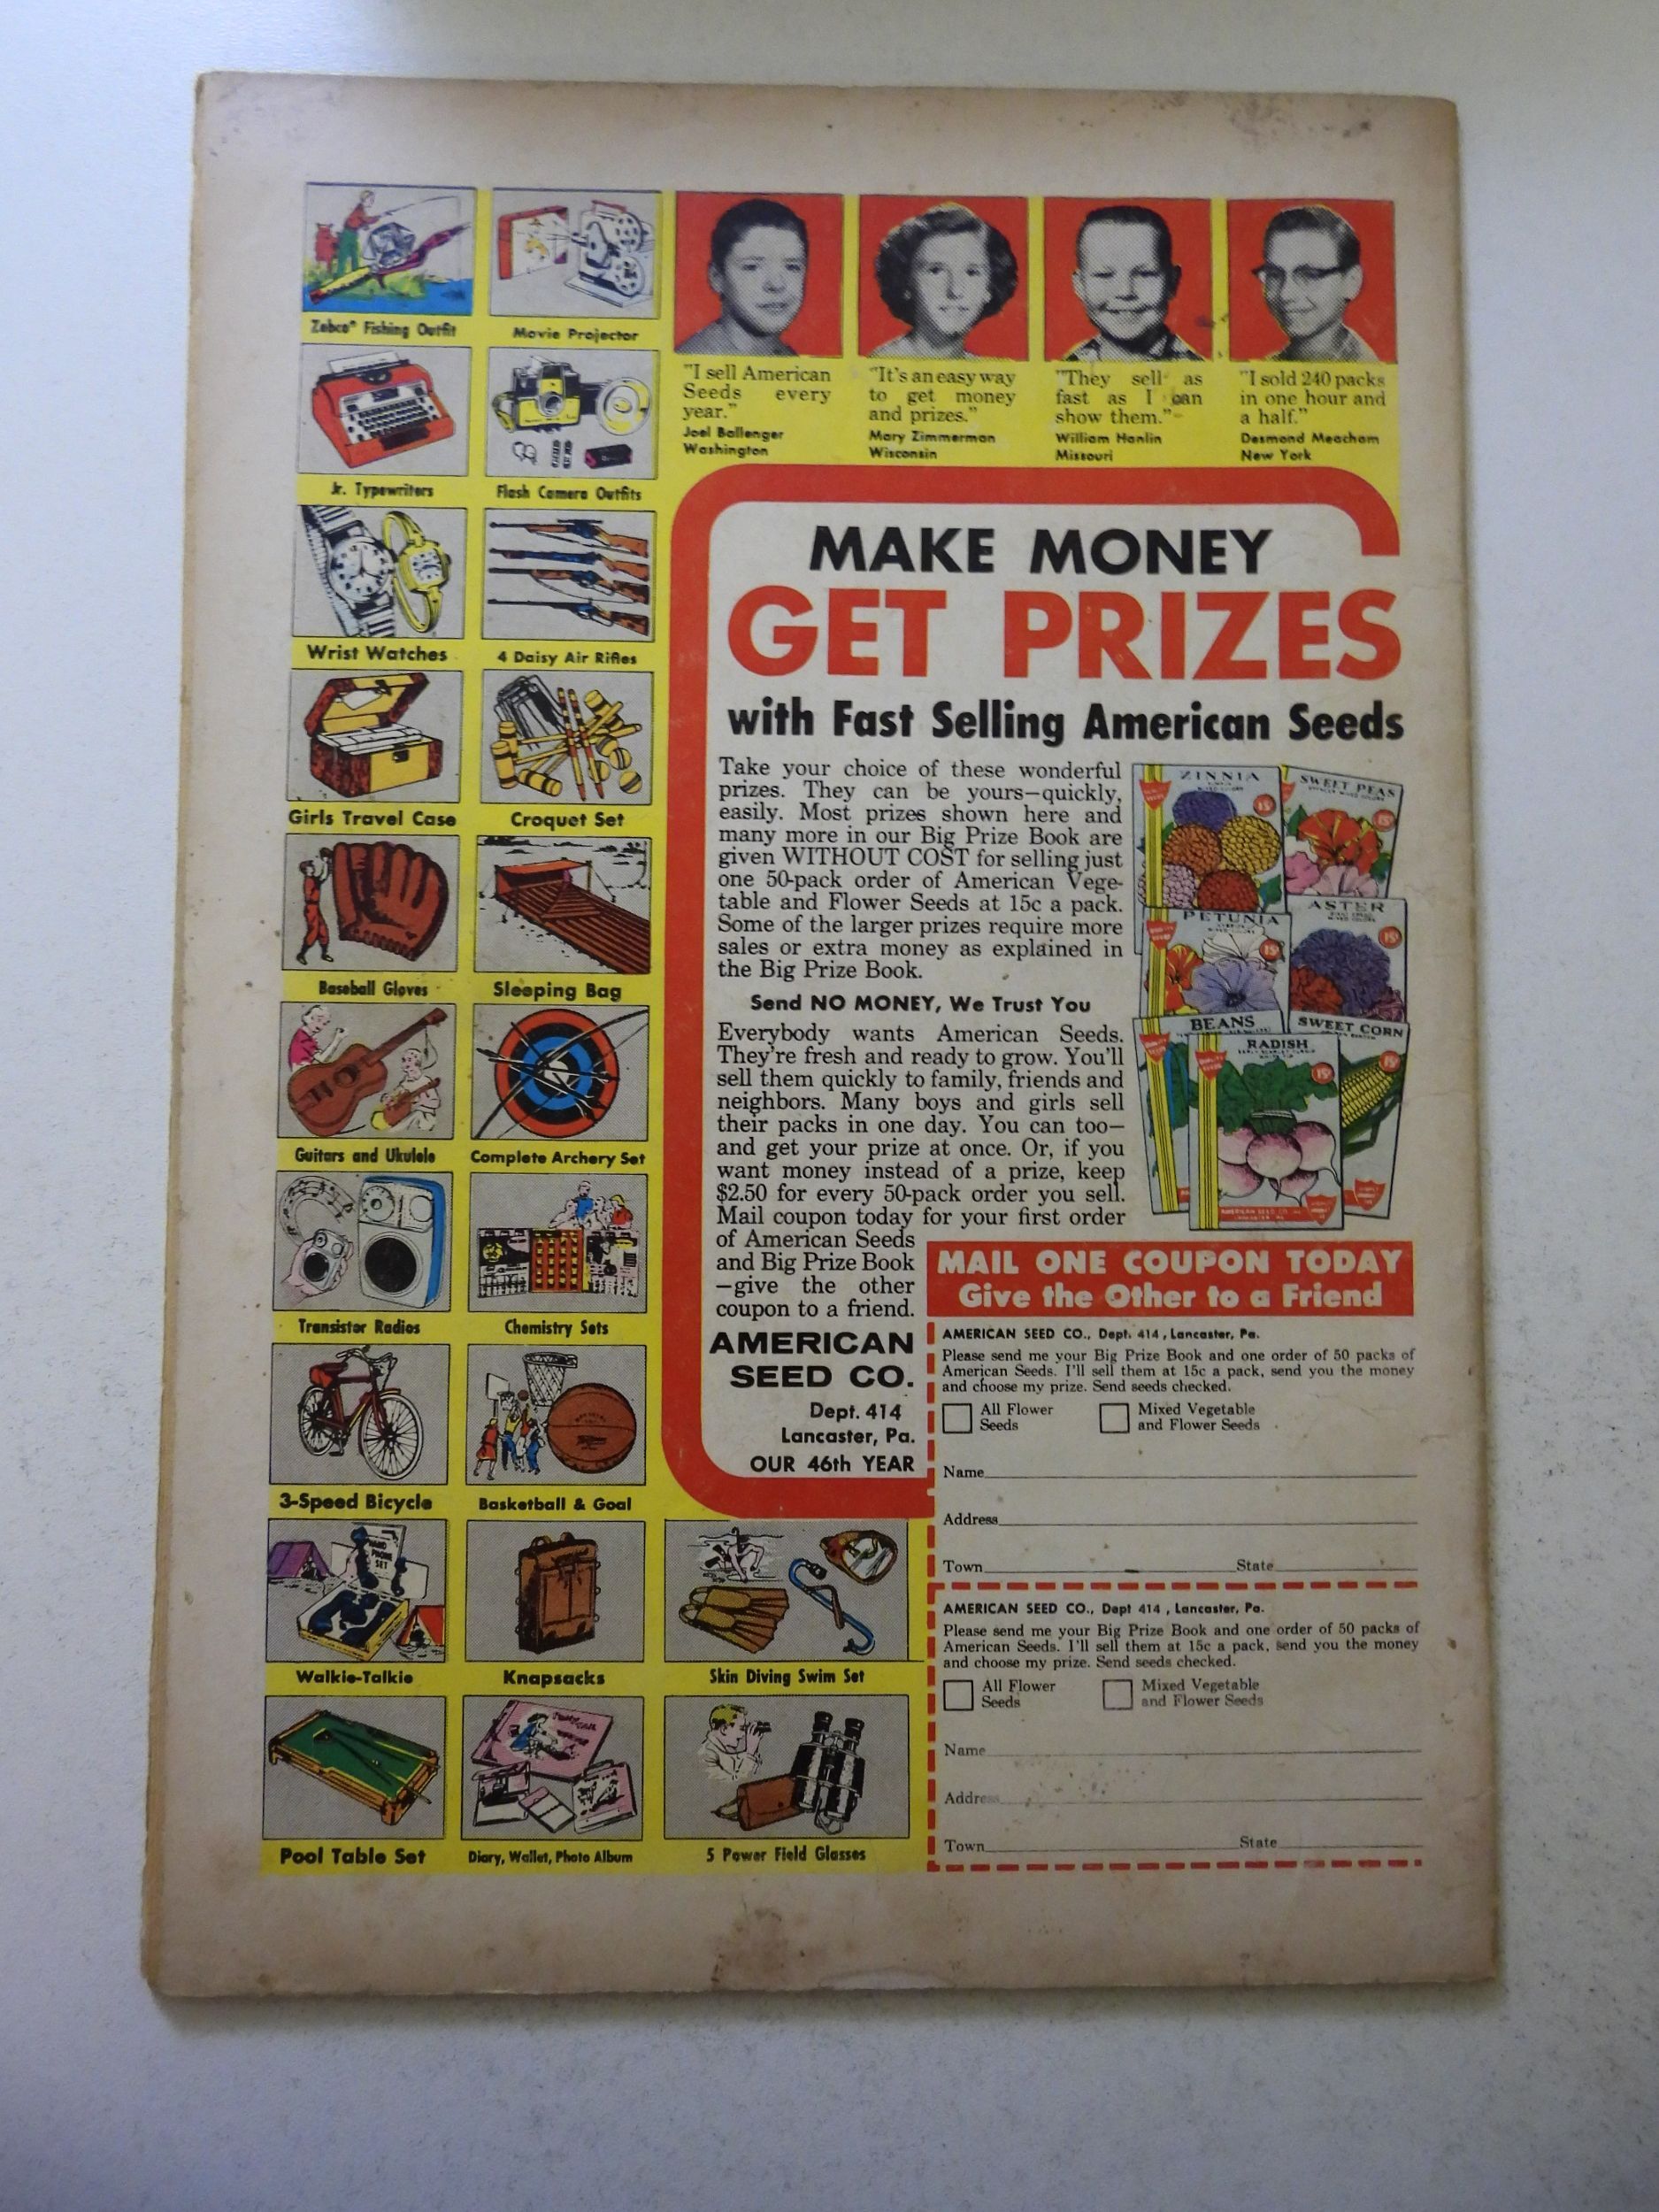 Zebco® Fishing Outfit
Movie Projector
Jr. Typewriters
Flash Camera Outfits
Wrist Watches
4 Daisy Air Rifles
Girls Travel Case
Croquet Set
Baseball Gloves
Sleeping Bag
Guitars and Ukulele
Complete Archery Set
Transistor Radios
Chemistry Sets
3-Speed Bicycle
Basketball & Goal
HAND
PHONE
SET
Walkie-Talkie
Knapsacks
Skin Diving Swim Set
Pool Table Set
Diary, Wallet, Photo Album
5 Power Field Glasses
"I sell American
Seeds every
year."
Joel Ballenger
Washington
"It's an easy way
to get money
and prizes."
Mary Zimmerman
Wisconsin
"They sell as
fast as I can
show them."
William Hanlin
Missouri
"I sold 240 packs
in one hour and
a half."
Desmond Meacham
New York
MAKE MONEY
GET PRIZES
with Fast Selling American Seeds
Take your choice of these wonderful
prizes. They can be yours—quickly,
easily. Most prizes shown here and
many more in our Big Prize Book are
given WITHOUT COST for selling just
one 50-pack order of American Vege-
table and Flower Seeds at 15c a pack.
Some of the larger prizes require more
sales or extra money as explained in
the Big Prize Book.
Send NO MONEY, We Trust You
Everybody wants American Seeds.
They're fresh and ready to grow. You'll
sell them quickly to family, friends and
neighbors. Many boys and girls sell
their packs in one day. You can too—
and get your prize at once. Or, if you
want money instead of a prize, keep
$2.50 for every 50-pack order you sell.
Mail coupon today for your first order
of American Seeds
and Big Prize Book
—give the other
coupon to a friend.
AMERICAN
SEED CO.
Dept. 414
Lancaster, Pa.
OUR 46th YEAR
ZINNIA
15¢
SWEET PEAS
15¢
PETUNIA
15¢
ASTER
15¢
BEANS
SWEET CORN
15¢
RADISH
15¢
AMERICAN SEED CO.
MAIL ONE COUPON TODAY
Give the Other to a Friend
AMERICAN SEED CO., Dept. 414, Lancaster, Pa.
Please send me your Big Prize Book and one order of 50 packs of
American Seeds. I'll sell them at 15c a pack, send you the money
and choose my prize. Send seeds checked.
All Flower
Seeds
Mixed Vegetable
and Flower Seeds
Name
Address
Town State
AMERICAN SEED CO., Dept 414, Lancaster, Pa.
Please send me your Big Prize Book and one order of 50 packs of
American Seeds. I'll sell them at 15c a pack, send you the money
and choose my prize. Send seeds checked.
All Flower
Seeds
Mixed Vegetable
and Flower Seeds
Name
Address
Town State